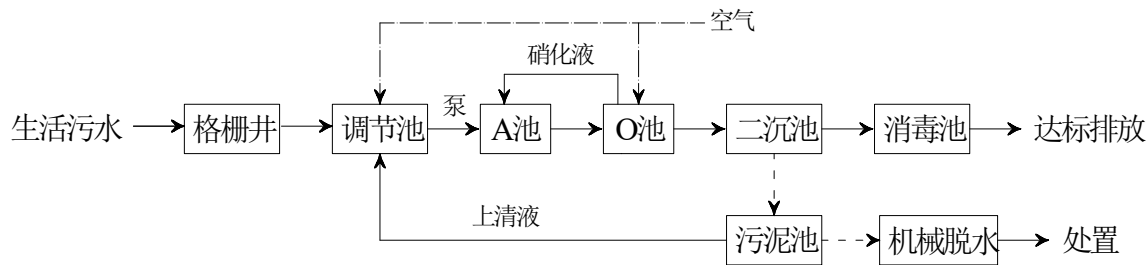 空气
硝化液
泵
生活污水
格栅井
调节池
A池
O池
二沉池
消毒池
达标排放
上清液
污泥池
机械脱水
处置